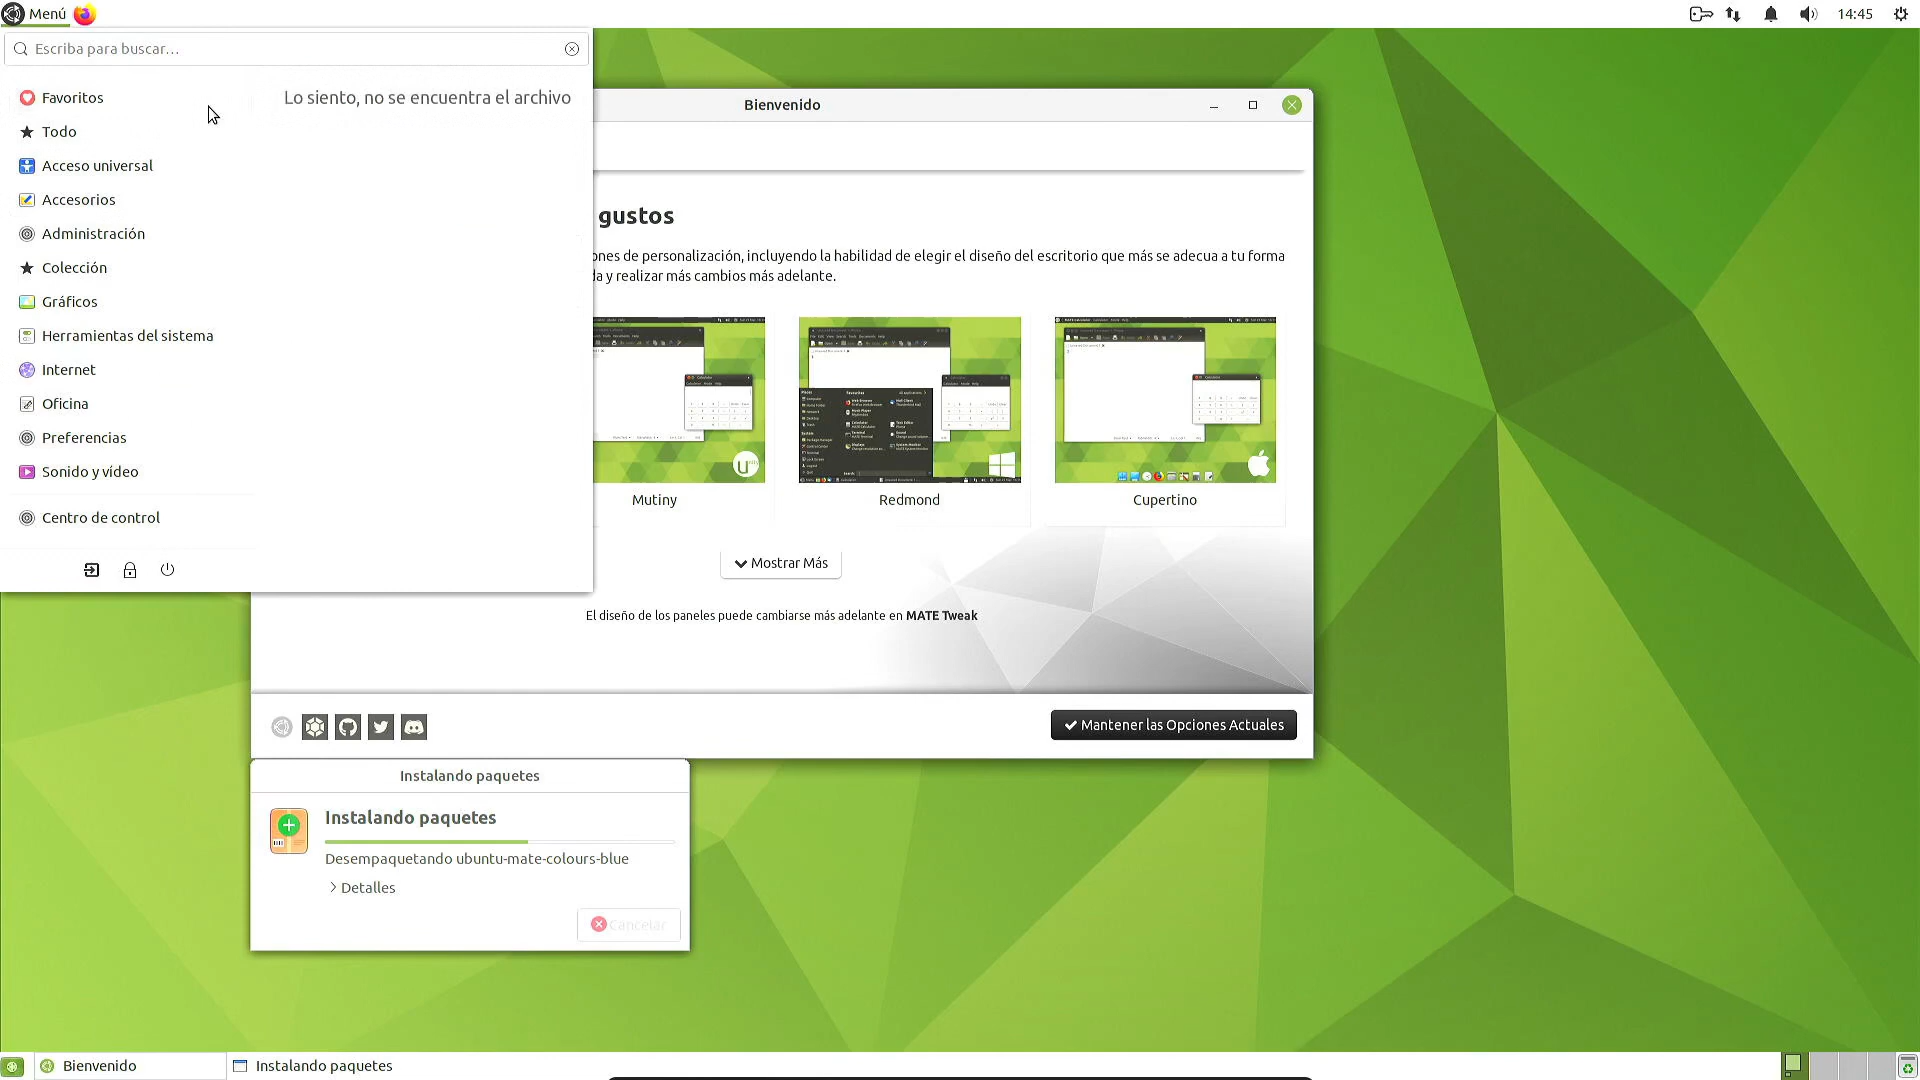 Menú
14:45
Escriba para buscar...
Favoritos
Todo
Acceso universal
Accesorios
Administración
Colección
Gráficos
Herramientas del sistema
Internet
Oficina
Preferencias
Sonido y vídeo
Centro de control
Lo siento, no se encuentra el archivo
Bienvenido
gustos
ones de personalización, incluyendo la habilidad de elegir el diseño del escritorio que más se adecua a tu forma
da y realizar más cambios más adelante.
Mutiny
Redmond
Cupertino
Mostrar Más
El diseño de los paneles puede cambiarse más adelante en MATE Tweak
Mantener las Opciones Actuales
Instalando paquetes
Instalando paquetes
Desempaquetando ubuntu-mate-colours-blue
Detalles
Cancelar
Bienvenido
Instalando paquetes